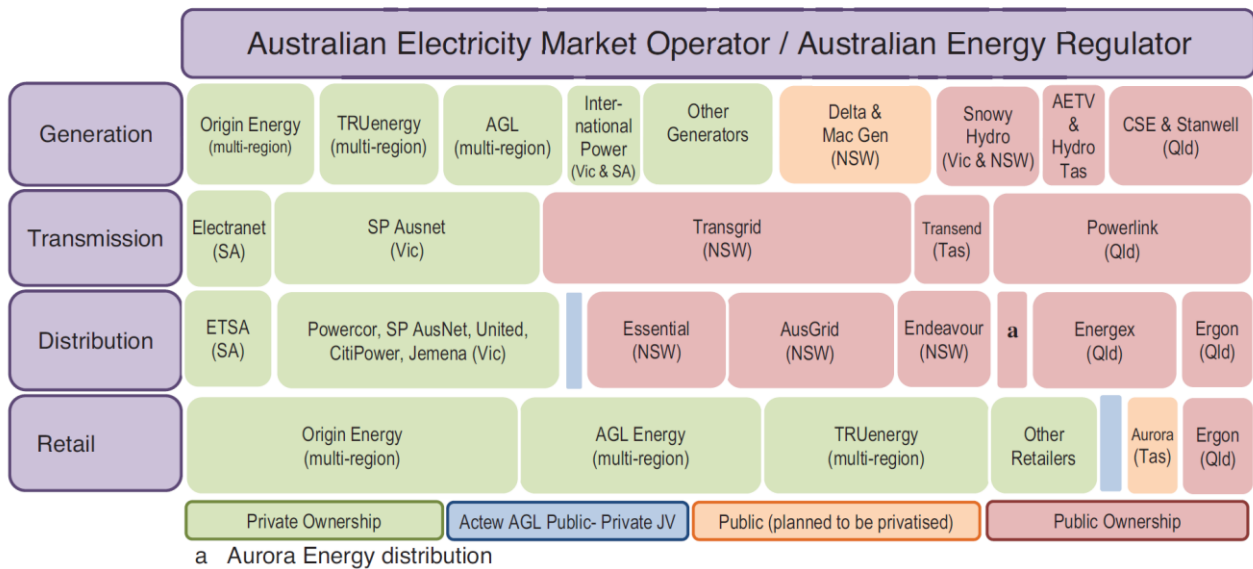 Australian Electricity Market Operator / Australian Energy Regulator
Generation
Origin Energy
(multi-region)
TRUenergy
(multi-region)
AGL
(multi-region)
Inter-
national
Power
(Vic & SA)
Other
Generators
Delta &
Mac Gen
(NSW)
Snowy
Hydro
(Vic & NSW)
AETV
&
Hydro
Tas
CSE & Stanwell
(Qld)
Transmission
Electranet
(SA)
SP Ausnet
(Vic)
Transgrid
(NSW)
Transend
(Tas)
Powerlink
(Qld)
Distribution
ETSA
(SA)
Powercor, SP AusNet, United,
CitiPower, Jemena (Vic)
Essential
(NSW)
AusGrid
(NSW)
Endeavour
(NSW)
a
Energex
(Qld)
Ergon
(Qld)
Retail
Origin Energy
(multi-region)
AGL Energy
(multi-region)
TRUenergy
(multi-region)
Other
Retailers
Aurora
(Tas)
Ergon
(Qld)
Private Ownership
Actew AGL Public- Private JV
Public (planned to be privatised)
Public Ownership
a Aurora Energy distribution